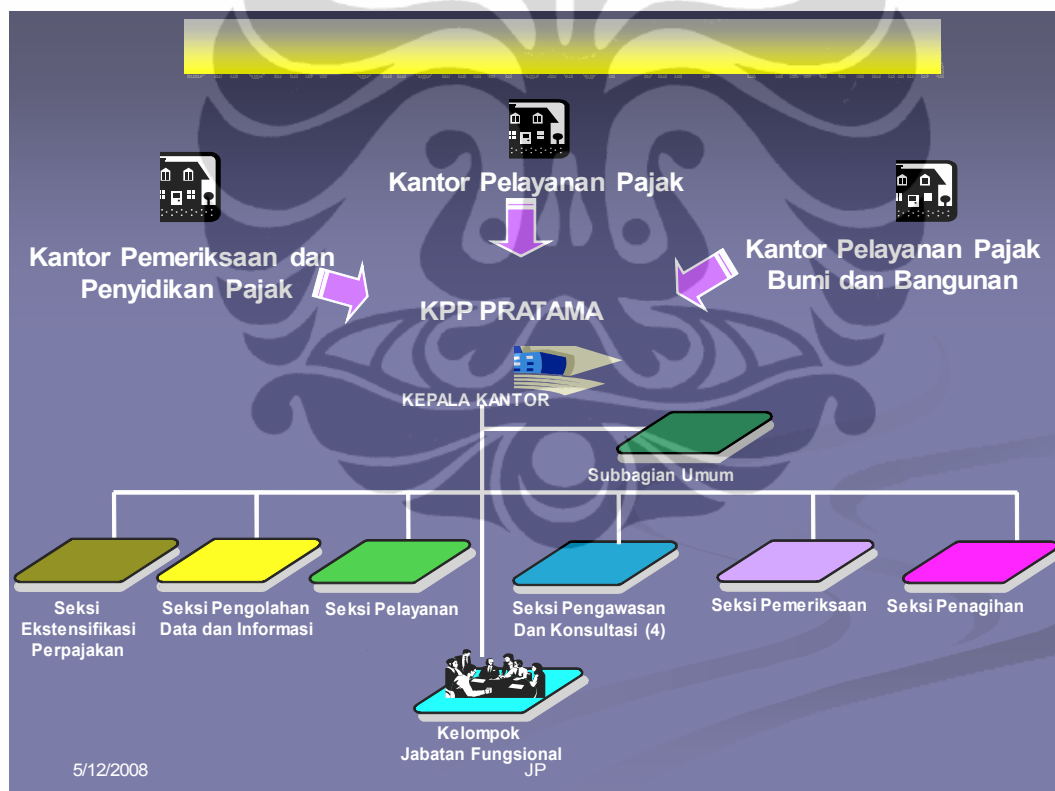 Kantor Pelayanan Pajak
Kantor Pemeriksaan dan
Penyidikan Pajak
Kantor Pelayanan Pajak
Bumi dan Bangunan
KPP PRATAMA
KEPALA KANTOR
Subbagian Umum
Seksi
Ekstensifikasi
Perpajakan
Seksi Pengolahan
Data dan Informasi
Seksi Pelayanan
Seksi Pengawasan
Dan Konsultasi (4)
Seksi Pemeriksaan
Seksi Penagihan
Kelompok
Jabatan Fungsional
5/12/2008
JP